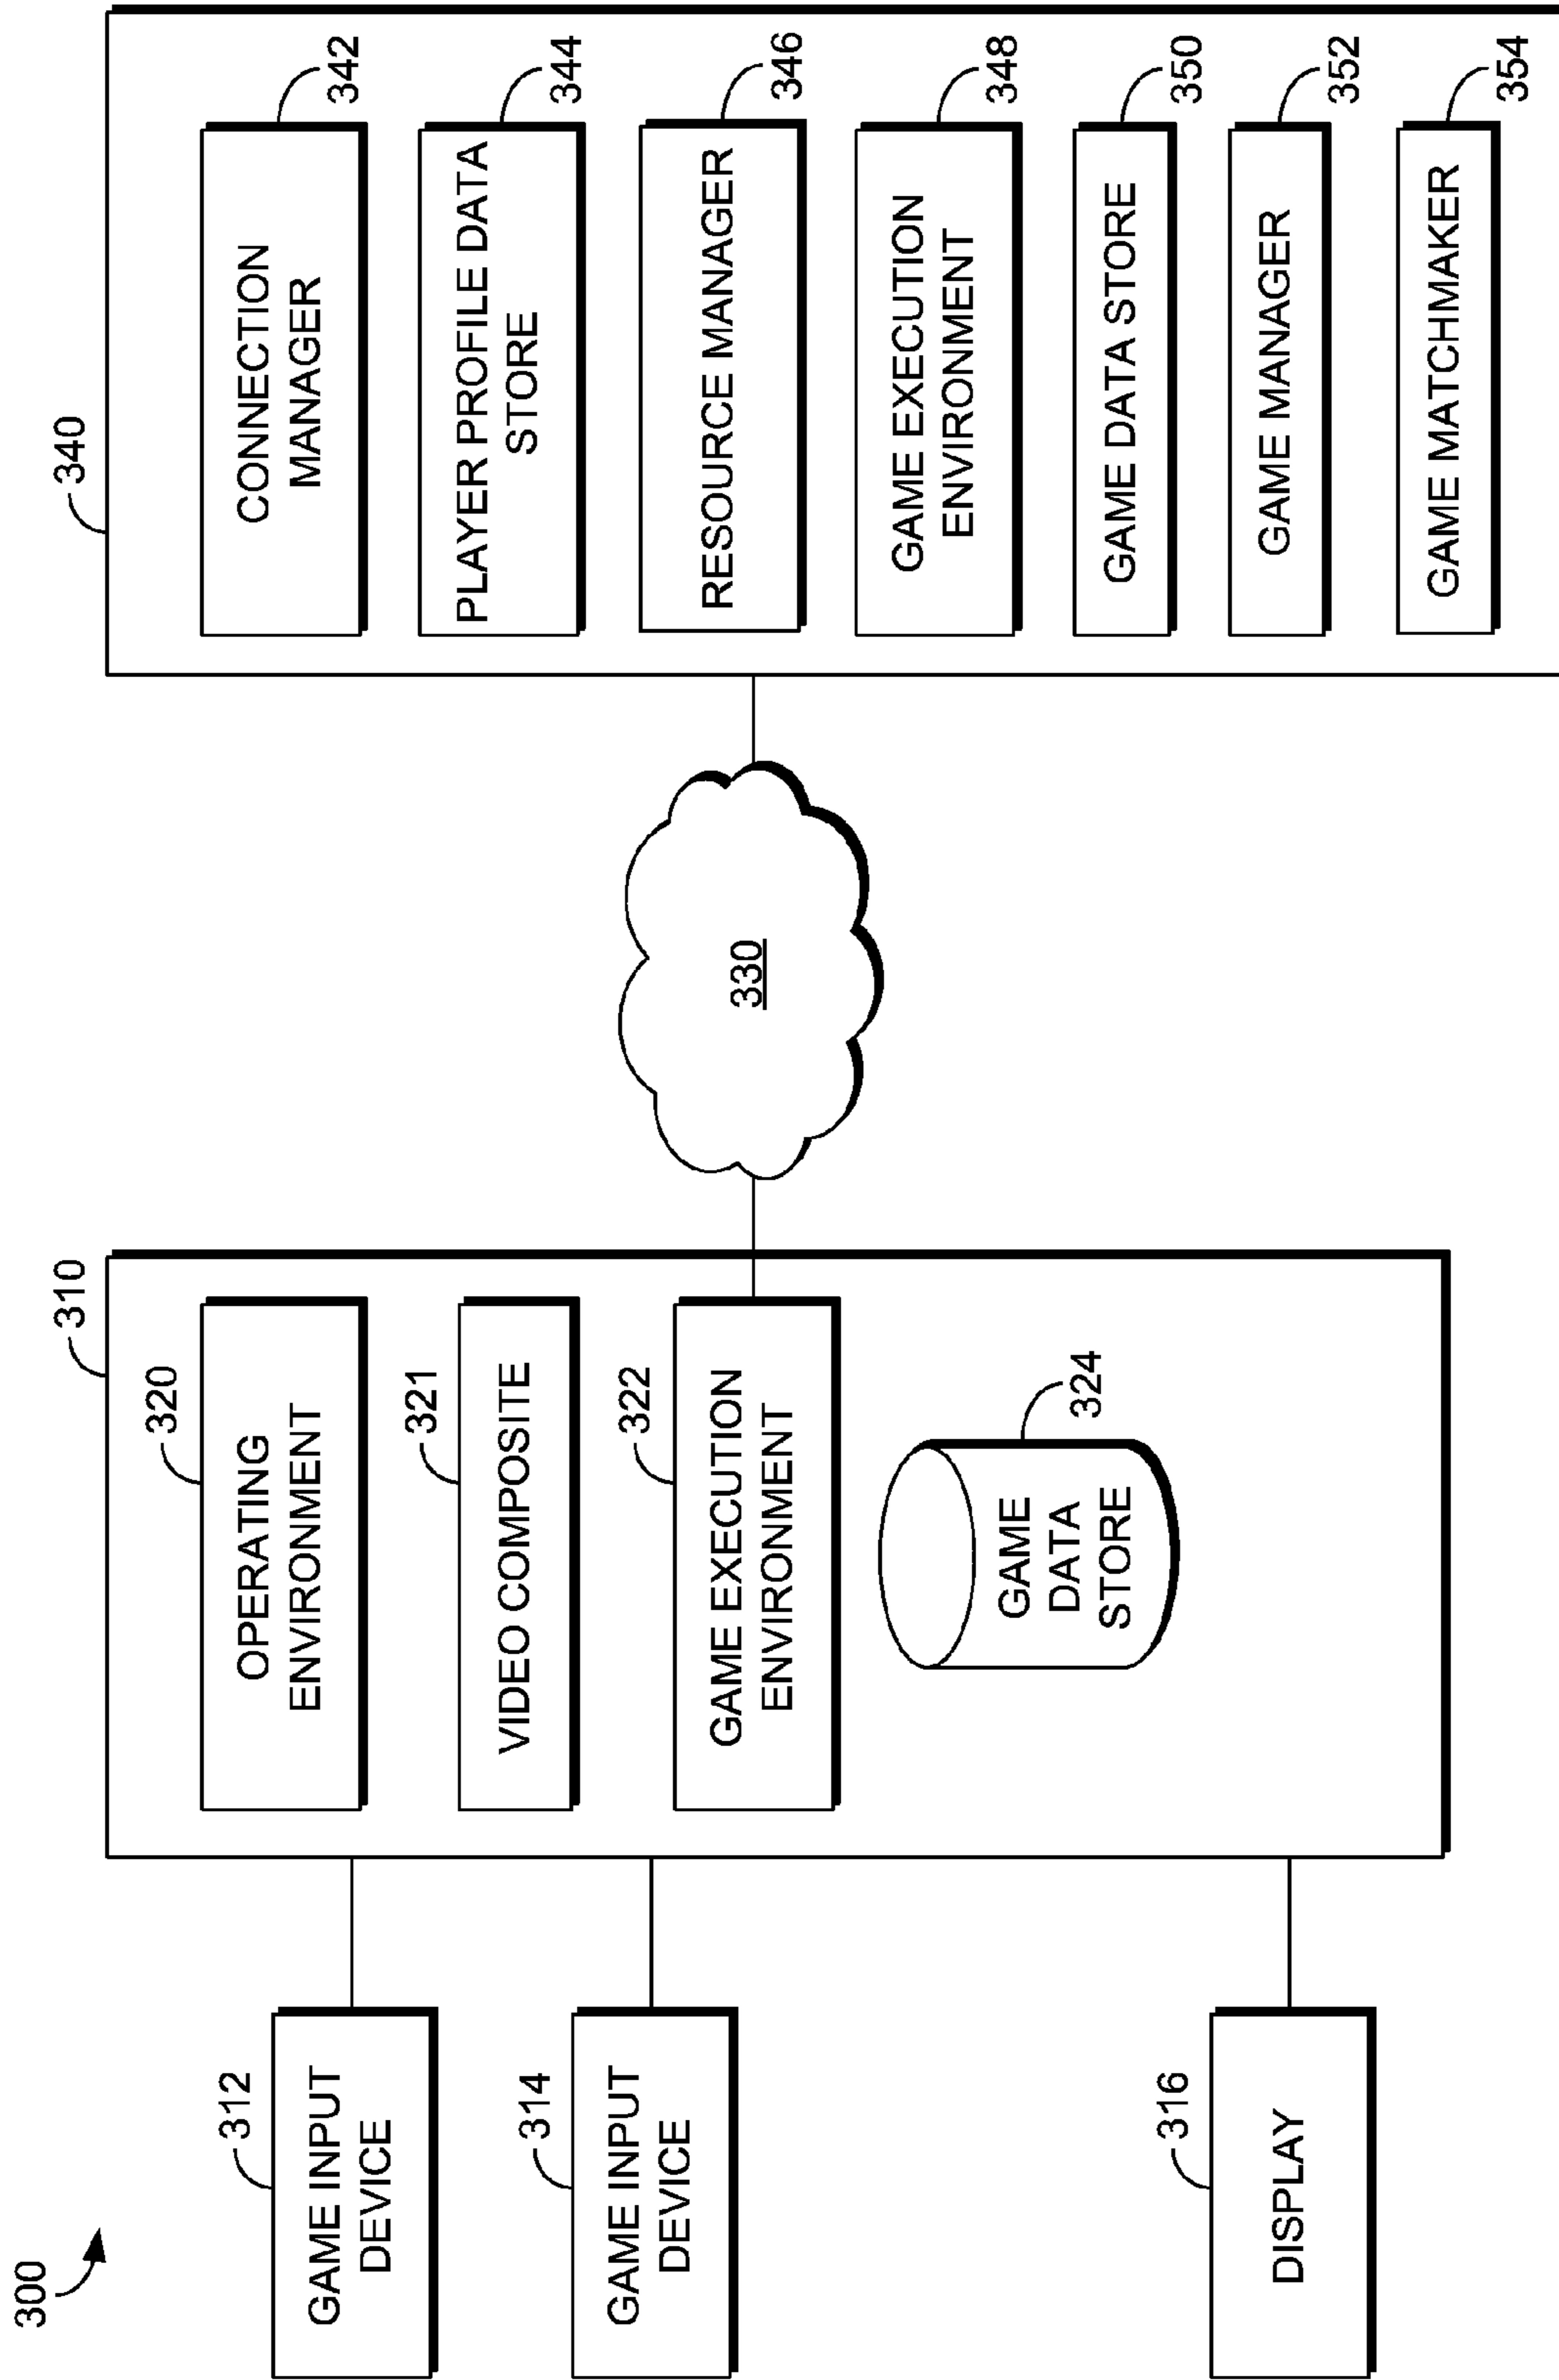 300
312
GAME INPUT
DEVICE
314
GAME INPUT
DEVICE
316
DISPLAY
310
320
OPERATING
ENVIRONMENT
321
VIDEO COMPOSITE
322
GAME EXECUTION
ENVIRONMENT
324
GAME
DATA
STORE
330
340
CONNECTION
MANAGER
342
PLAYER PROFILE DATA
STORE
344
RESOURCE MANAGER
346
GAME EXECUTION
ENVIRONMENT
348
GAME DATA STORE
350
GAME MANAGER
352
GAME MATCHMAKER
354